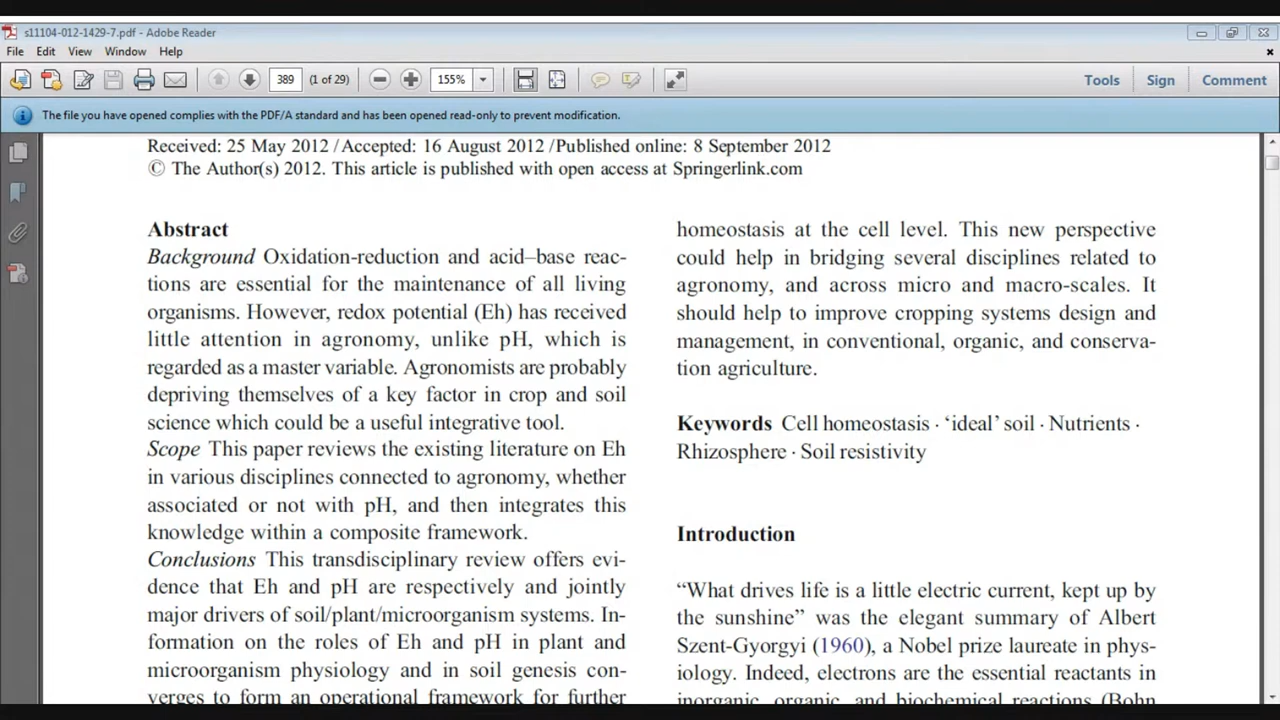 s11104-012-1429-7.pdf - Adobe Reader
File Edit View Window Help
389 (1 of 29) 155% Tools Sign Comment
The file you have opened complies with the PDF/A standard and has been opened read-only to prevent modification.
Received: 25 May 2012 / Accepted: 16 August 2012 / Published online: 8 September 2012
© The Author(s) 2012. This article is published with open access at Springerlink.com
Abstract
Background Oxidation-reduction and acid–base reac-
tions are essential for the maintenance of all living
organisms. However, redox potential (Eh) has received
little attention in agronomy, unlike pH, which is
regarded as a master variable. Agronomists are probably
depriving themselves of a key factor in crop and soil
science which could be a useful integrative tool.
Scope This paper reviews the existing literature on Eh
in various disciplines connected to agronomy, whether
associated or not with pH, and then integrates this
knowledge within a composite framework.
Conclusions This transdisciplinary review offers evi-
dence that Eh and pH are respectively and jointly
major drivers of soil/plant/microorganism systems. In-
formation on the roles of Eh and pH in plant and
microorganism physiology and in soil genesis con-
verges to form an operational framework for further
homeostasis at the cell level. This new perspective
could help in bridging several disciplines related to
agronomy, and across micro and macro-scales. It
should help to improve cropping systems design and
management, in conventional, organic, and conserva-
tion agriculture.
Keywords Cell homeostasis · ‘ideal’ soil · Nutrients ·
Rhizosphere · Soil resistivity
Introduction
“What drives life is a little electric current, kept up by
the sunshine” was the elegant summary of Albert
Szent-Gyorgyi (1960), a Nobel prize laureate in phys-
iology. Indeed, electrons are the essential reactants in
inorganic, organic, and biochemical reactions (Bohn